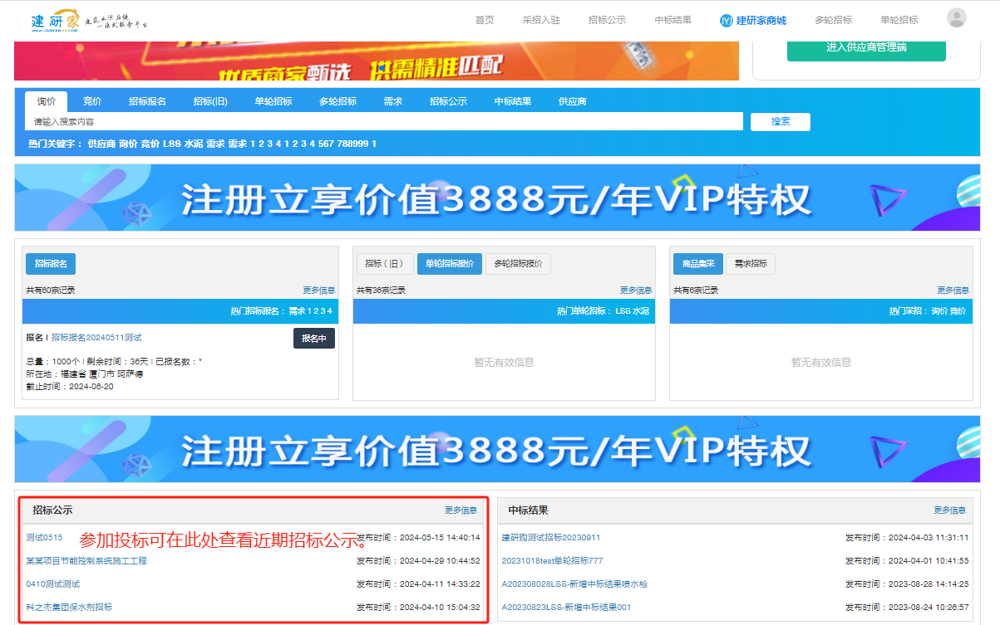 建研家 建筑业供应链一站式服务平台
WWW.JIANYANJIA.COM
首页 采招入驻 招标公示 中标结果 建研家商城 多轮招标 单轮招标
优质商家甄选 供需精准匹配
进入供应商管理端
询价 竞价 招标报名 招标(旧) 单轮招标 多轮招标 需求 招标公示 中标结果 供应商
请输入搜索内容 搜索
热门关键字： 供应商 询价 竞价 LSS 水泥 需求 需求 1 2 3 4 1 2 3 4 567 788999 1
注册立享价值3888元/年VIP特权
招标报名
共有60宗记录 更多信息
热门招标报名： 需求 1 2 3 4
报名 I 招标报名20240511测试 报名中
总量：1000个 I 剩余时间：36天 I 已报名数：*
所在地：福建省 厦门市 阿萨德
截止时间：2024-06-20
招标（旧） 单轮招标报价 多轮招标报价
共有36宗记录 更多信息
热门单轮招标： LSS 水泥
暂无有效信息
商品集采 需求招标
共有6宗记录 更多信息
热门采招： 询价 竞价
暂无有效信息
注册立享价值3888元/年VIP特权
招标公示 更多信息
测试0515 发布时间：2024-05-15 14:40:14
参加投标可在此处查看近期招标公示。
某某项目节能控制系统施工工程 发布时间：2024-04-29 10:44:52
0410测试测试 发布时间：2024-04-11 14:33:22
科之杰集团保水剂招标 发布时间：2024-04-10 15:04:32
中标结果 更多信息
建研购测试招标20230911 发布时间：2024-04-03 11:31:11
20231018test单轮招标777 发布时间：2024-04-01 10:41:55
A202308028LSS-新增中标结果喷水枪 发布时间：2023-08-28 14:14:25
A20230823LSS-新增中标结果001 发布时间：2023-08-24 10:26:57